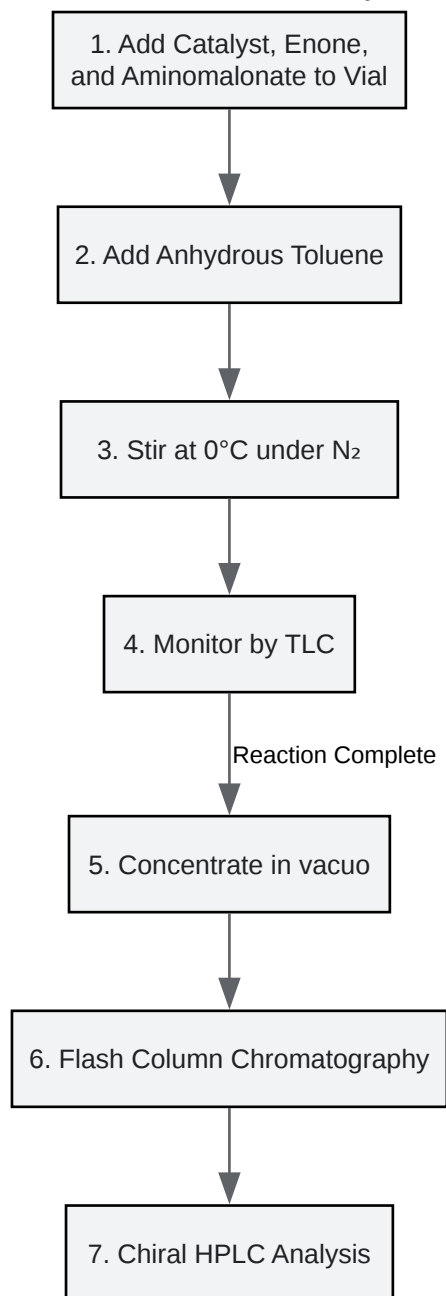 1. Add Catalyst, Enone,
and Aminomalonate to Vial
2. Add Anhydrous Toluene
3. Stir at 0°C under N₂
4. Monitor by TLC
Reaction Complete
5. Concentrate in vacuo
6. Flash Column Chromatography
7. Chiral HPLC Analysis